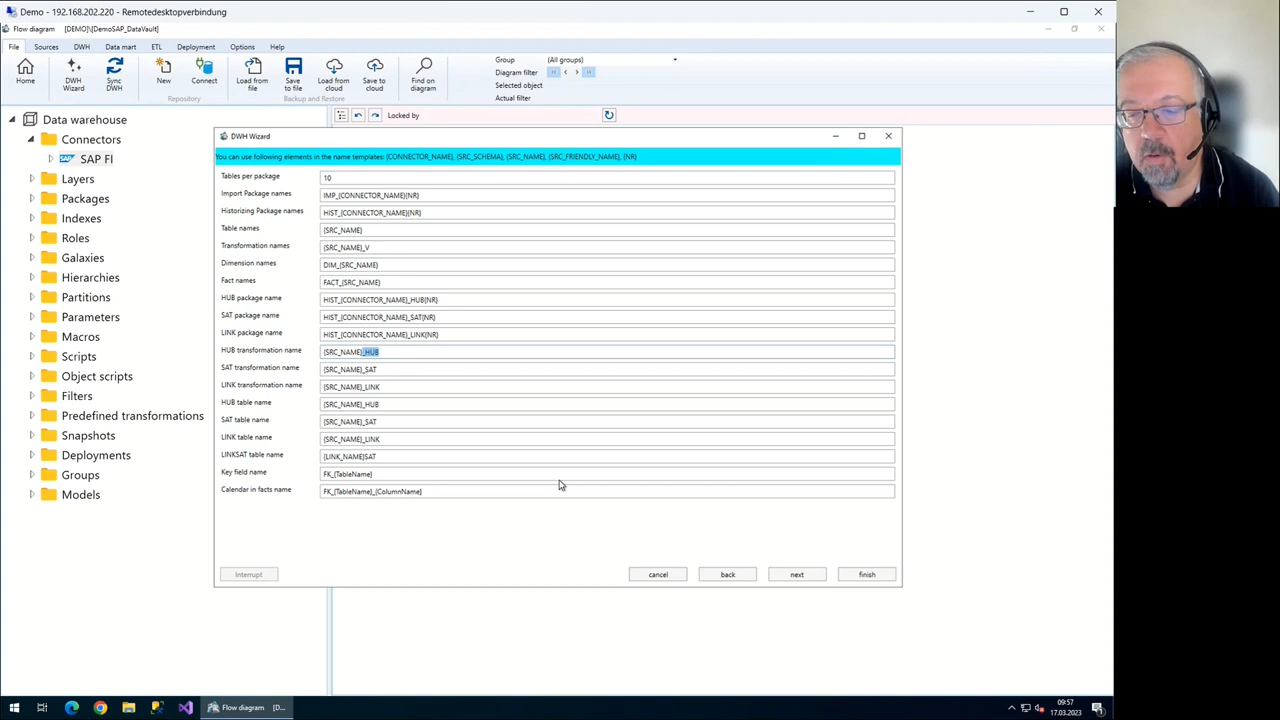 Demo - 192.168.202.220 - Remotedesktopverbindung
Flow diagram [DEMO]\[DemoSAP_DataVault]
File Sources DWH Data mart ETL Deployment Options Help
Home
DWH Wizard
Sync DWH
New
Connect
Load from file
Save to file
Load from cloud
Save to cloud
Find on diagram
Repository
Backup and Restore
Group (All groups)
Diagram filter
Selected object
Actual filter
Locked by
Data warehouse
Connectors
SAP SAP FI
Layers
Packages
Indexes
Roles
Galaxies
Hierarchies
Partitions
Parameters
Macros
Scripts
Object scripts
Filters
Predefined transformations
Snapshots
Deployments
Groups
Models
DWH Wizard
You can use following elements in the name templates: {CONNECTOR_NAME}, {SRC_SCHEMA}, {SRC_NAME}, {SRC_FRIENDLY_NAME}, {NR}
Tables per package 10
Import Package names IMP_{CONNECTOR_NAME}{NR}
Historizing Package names HIST_{CONNECTOR_NAME}{NR}
Table names {SRC_NAME}
Transformation names {SRC_NAME}_V
Dimension names DIM_{SRC_NAME}
Fact names FACT_{SRC_NAME}
HUB package name HIST_{CONNECTOR_NAME}_HUB{NR}
SAT package name HIST_{CONNECTOR_NAME}_SAT{NR}
LINK package name HIST_{CONNECTOR_NAME}_LINK{NR}
HUB transformation name {SRC_NAME}_HUB
SAT transformation name {SRC_NAME}_SAT
LINK transformation name {SRC_NAME}_LINK
HUB table name {SRC_NAME}_HUB
SAT table name {SRC_NAME}_SAT
LINK table name {SRC_NAME}_LINK
LINKSAT table name {LINK_NAME}SAT
Key field name FK_{TableName}
Calendar in facts name FK_{TableName}_{ColumnName}
Interrupt cancel back next finish
Flow diagram [D...
09:57
17.03.2023